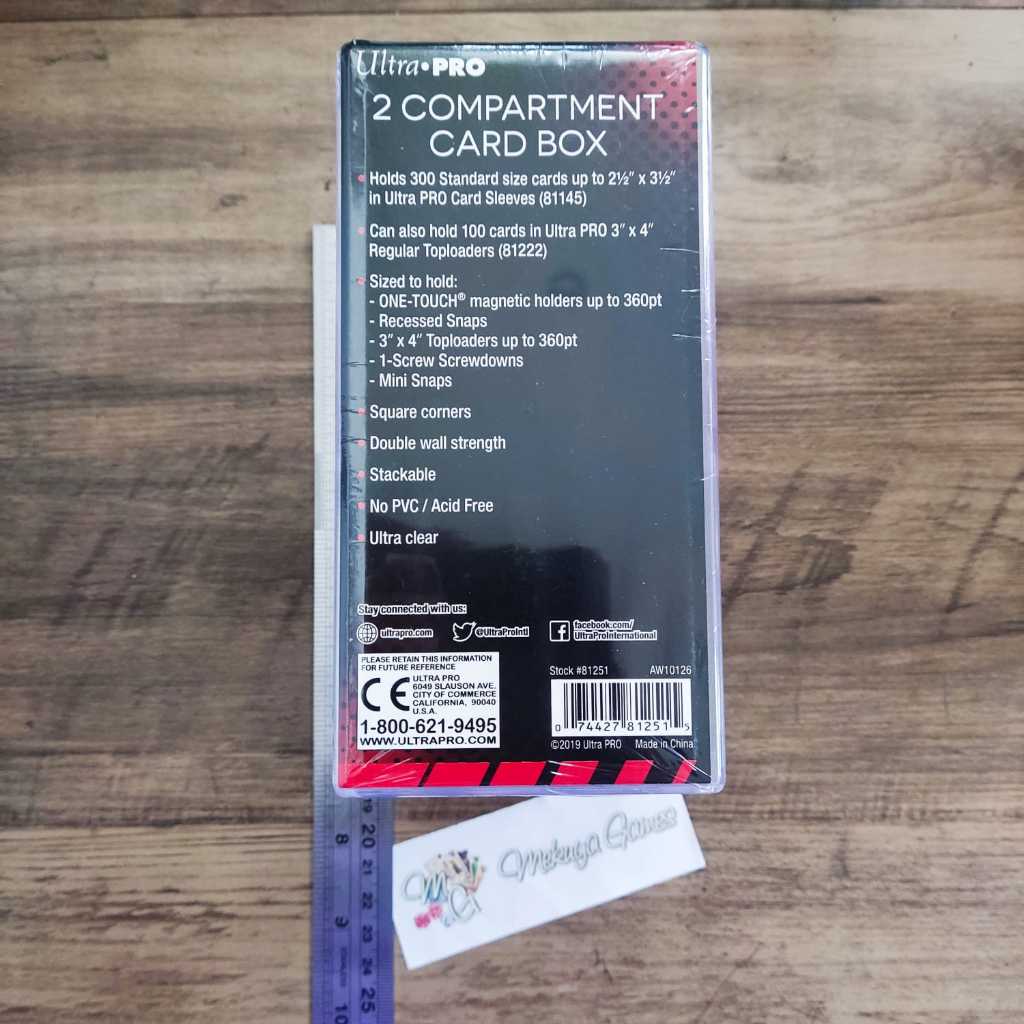 Ultra•PRO
2 COMPARTMENT
CARD BOX
• Holds 300 Standard size cards up to 2½" x 3½"
in Ultra PRO Card Sleeves (81145)
• Can also hold 100 cards in Ultra PRO 3" x 4"
Regular Toploaders (81222)
• Sized to hold:
- ONE-TOUCH® magnetic holders up to 360pt
- Recessed Snaps
- 3" x 4" Toploaders up to 360pt
- 1-Screw Screwdowns
- Mini Snaps
• Square corners
• Double wall strength
• Stackable
• No PVC / Acid Free
• Ultra clear
Stay connected with us:
ultrapro.com
@UltraProIntl
facebook.com/
UltraProInternational
PLEASE RETAIN THIS INFORMATION
FOR FUTURE REFERENCE
CE
ULTRA PRO
6049 SLAUSON AVE.
CITY OF COMMERCE
CALIFORNIA, 90040
U.S.A.
1-800-621-9495
WWW.ULTRAPRO.COM
Stock #81251 AW10126
0 74427 81251 5
©2019 Ultra PRO Made in China
Mekuya Games
M G
19 20 21 22 23 24 25
8 9 10